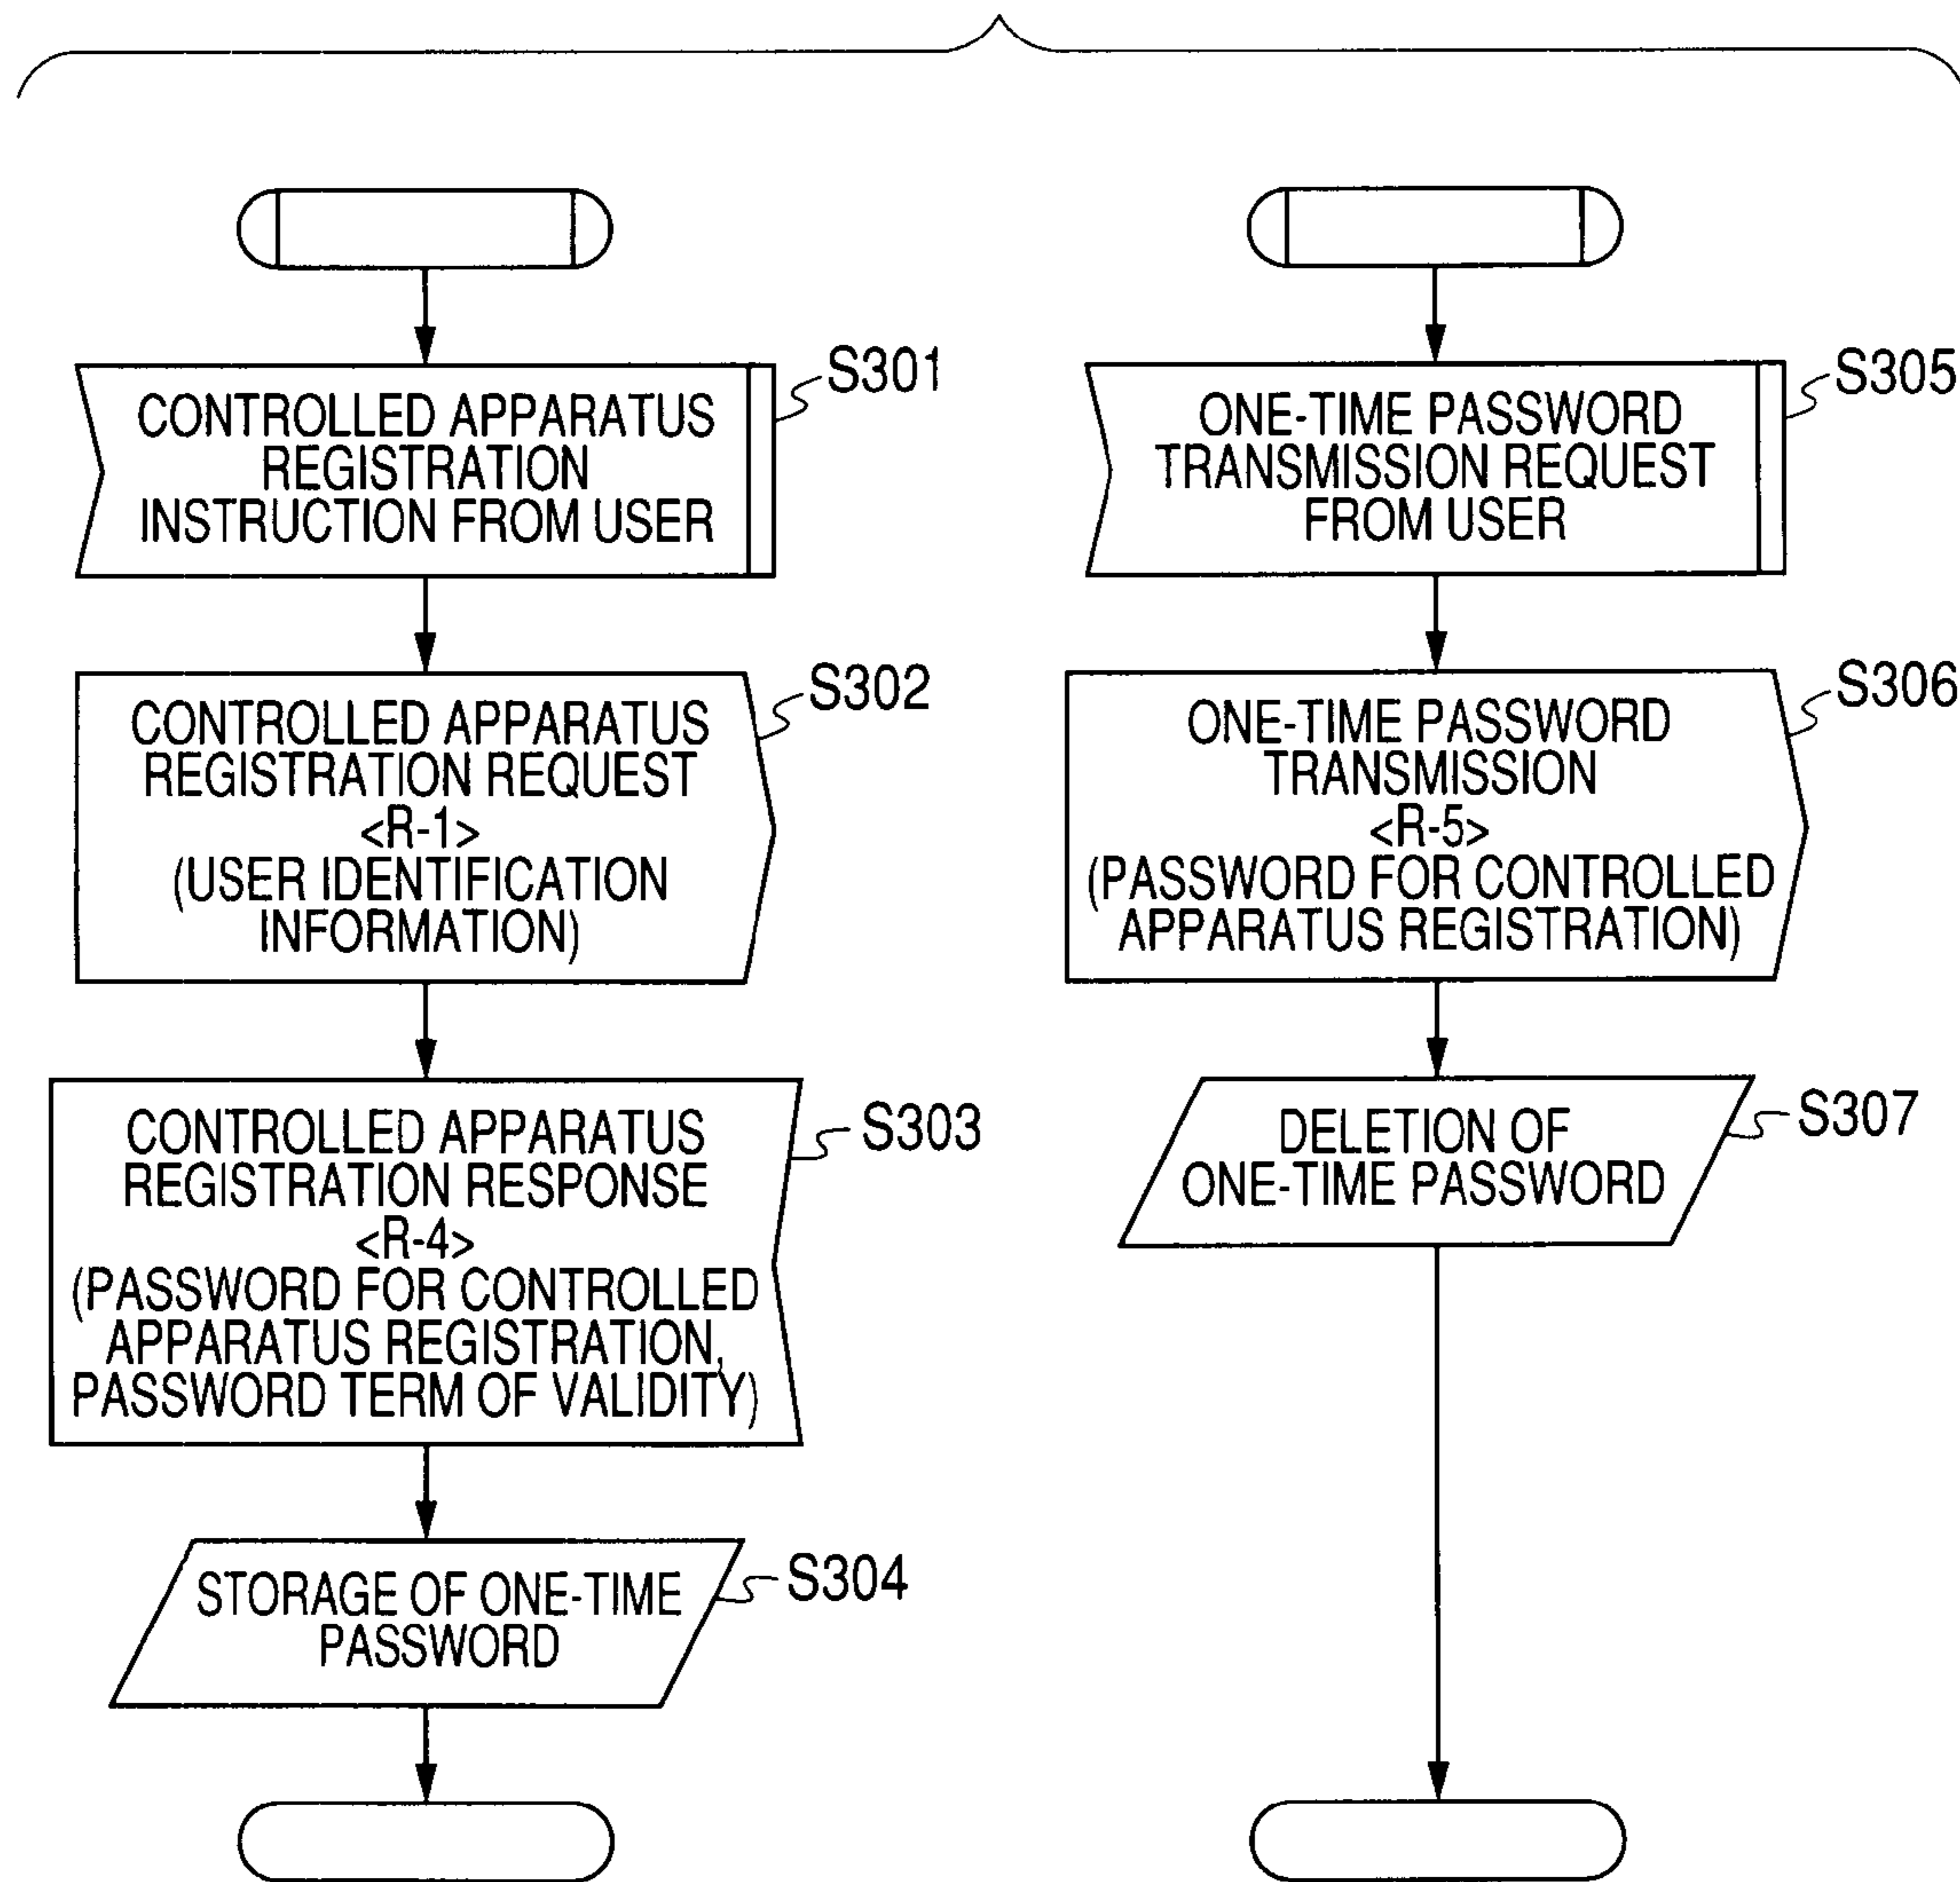 CONTROLLED APPARATUS
REGISTRATION
INSTRUCTION FROM USER
S301
CONTROLLED APPARATUS
REGISTRATION REQUEST
<R-1>
(USER IDENTIFICATION
INFORMATION)
S302
CONTROLLED APPARATUS
REGISTRATION RESPONSE
<R-4>
(PASSWORD FOR CONTROLLED
APPARATUS REGISTRATION,
PASSWORD TERM OF VALIDITY)
S303
STORAGE OF ONE-TIME
PASSWORD
S304
ONE-TIME PASSWORD
TRANSMISSION REQUEST
FROM USER
S305
ONE-TIME PASSWORD
TRANSMISSION
<R-5>
(PASSWORD FOR CONTROLLED
APPARATUS REGISTRATION)
S306
DELETION OF
ONE-TIME PASSWORD
S307